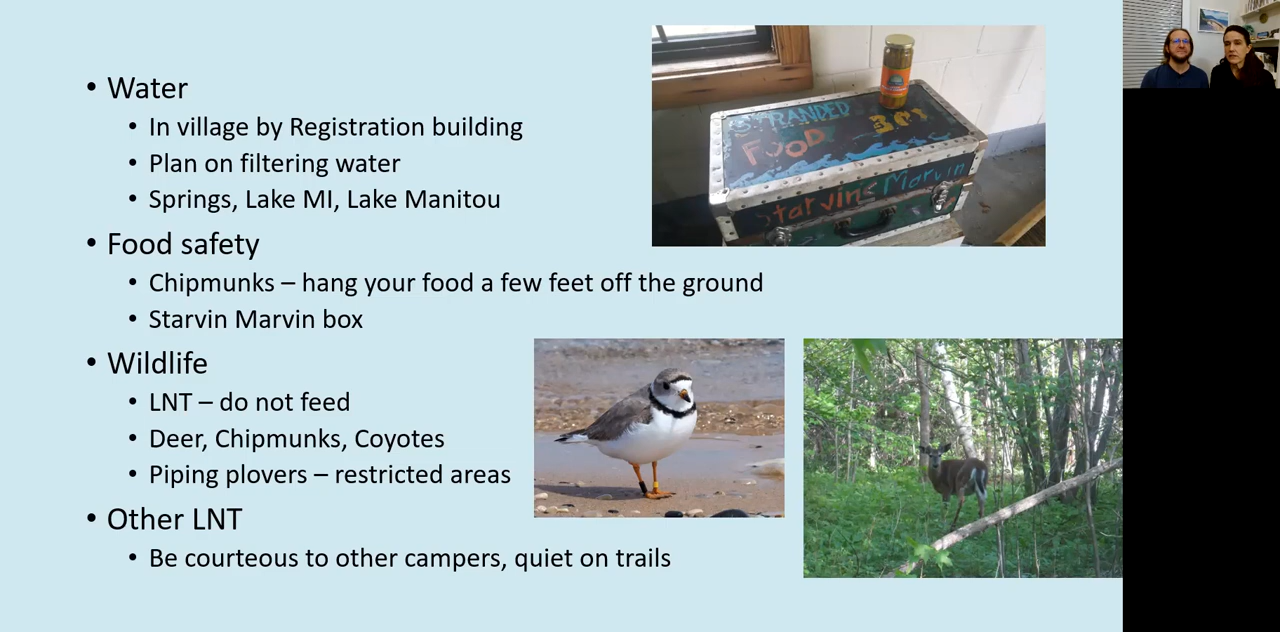 • Water
• In village by Registration building
• Plan on filtering water
• Springs, Lake MI, Lake Manitou
• Food safety
• Chipmunks – hang your food a few feet off the ground
• Starvin Marvin box
• Wildlife
• LNT – do not feed
• Deer, Chipmunks, Coyotes
• Piping plovers – restricted areas
• Other LNT
• Be courteous to other campers, quiet on trails
STRANDED
FOOD BOX
Starving Marvin